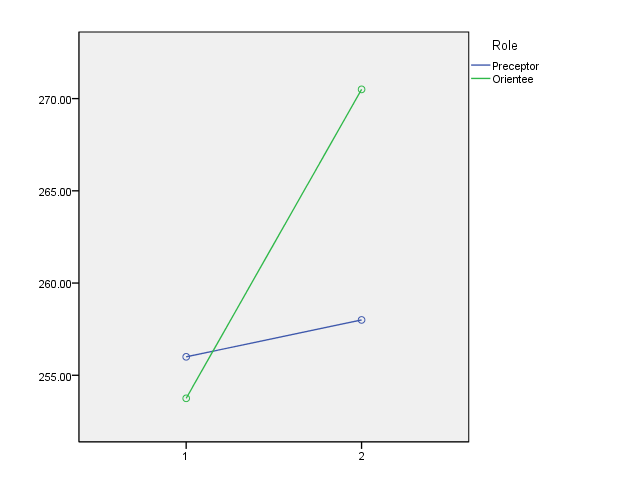 Role
Preceptor
Orientee
270.00
265.00
260.00
255.00
1 2